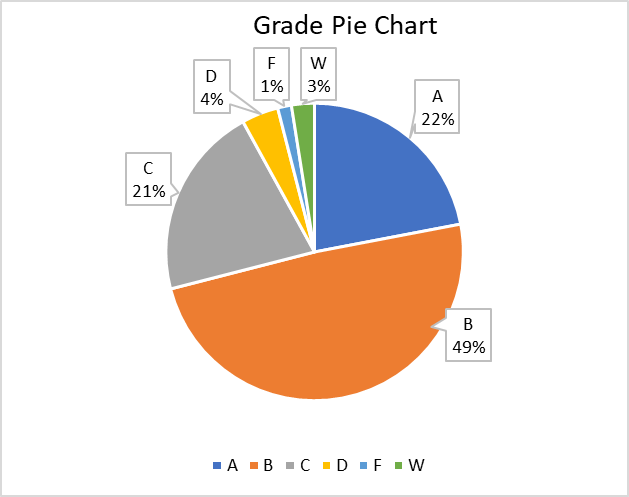 Grade Pie Chart
A
22%
B
49%
C
21%
D
4%
F
1%
W
3%
A B C D F W